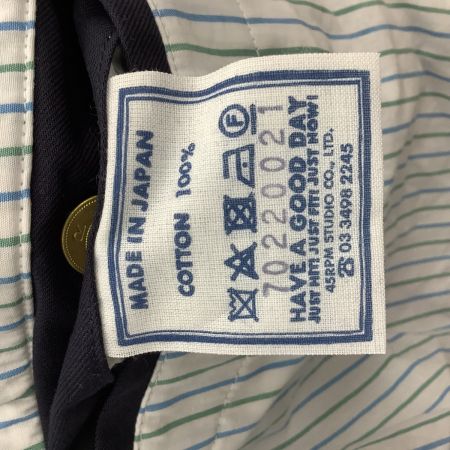 MADE IN JAPAN
COTTON 100%
F
70220021
HAVE A GOOD DAY
JUST HIT! JUST FIT! JUST NOW!
45RPM STUDIO CO., LTD.
☎ 03 3498 2245